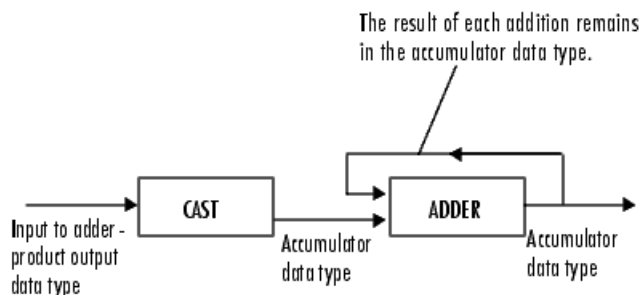 The result of each addition remains
in the accumulator data type.
CAST
ADDER
Input to adder -
product output
data type
Accumulator
data type
Accumulator
data type